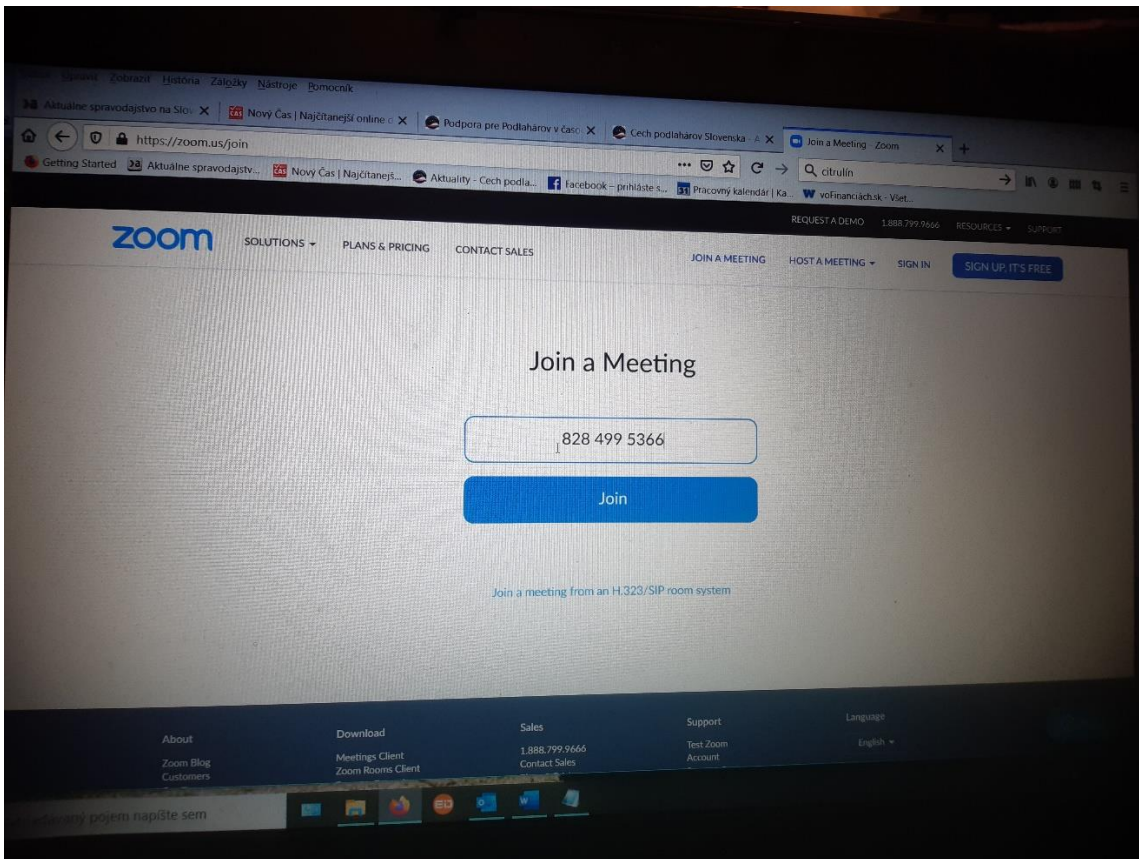 Upraviť Zobraziť História Záložky Nástroje Pomocník
Aktuálne spravodajstvo na Slov
Nový Čas | Najčítanejší online
Podpora pre Podlahárov v časo
Cech podlahárov Slovenska - A
Join a Meeting Zoom
https://zoom.us/join
citrulín
Getting Started
Aktuálne spravodajstv...
Nový Čas | Najčítanejš...
Aktuality - Cech podla...
Facebook – prihláste s...
31 Pracovný kalendár | Ka...
voFinanciách.sk - Všet...
REQUEST A DEMO 1.888.799.9666 RESOURCES SUPPORT
zoom SOLUTIONS PLANS & PRICING CONTACT SALES JOIN A MEETING HOST A MEETING SIGN IN SIGN UP, IT'S FREE
Join a Meeting
828 499 5366
Join
Join a meeting from an H.323/SIP room system
About
Zoom Blog
Customers
Download
Meetings Client
Zoom Rooms Client
Sales
1.888.799.9666
Contact Sales
Support
Test Zoom
Account
Language
English
pojem napíšte sem